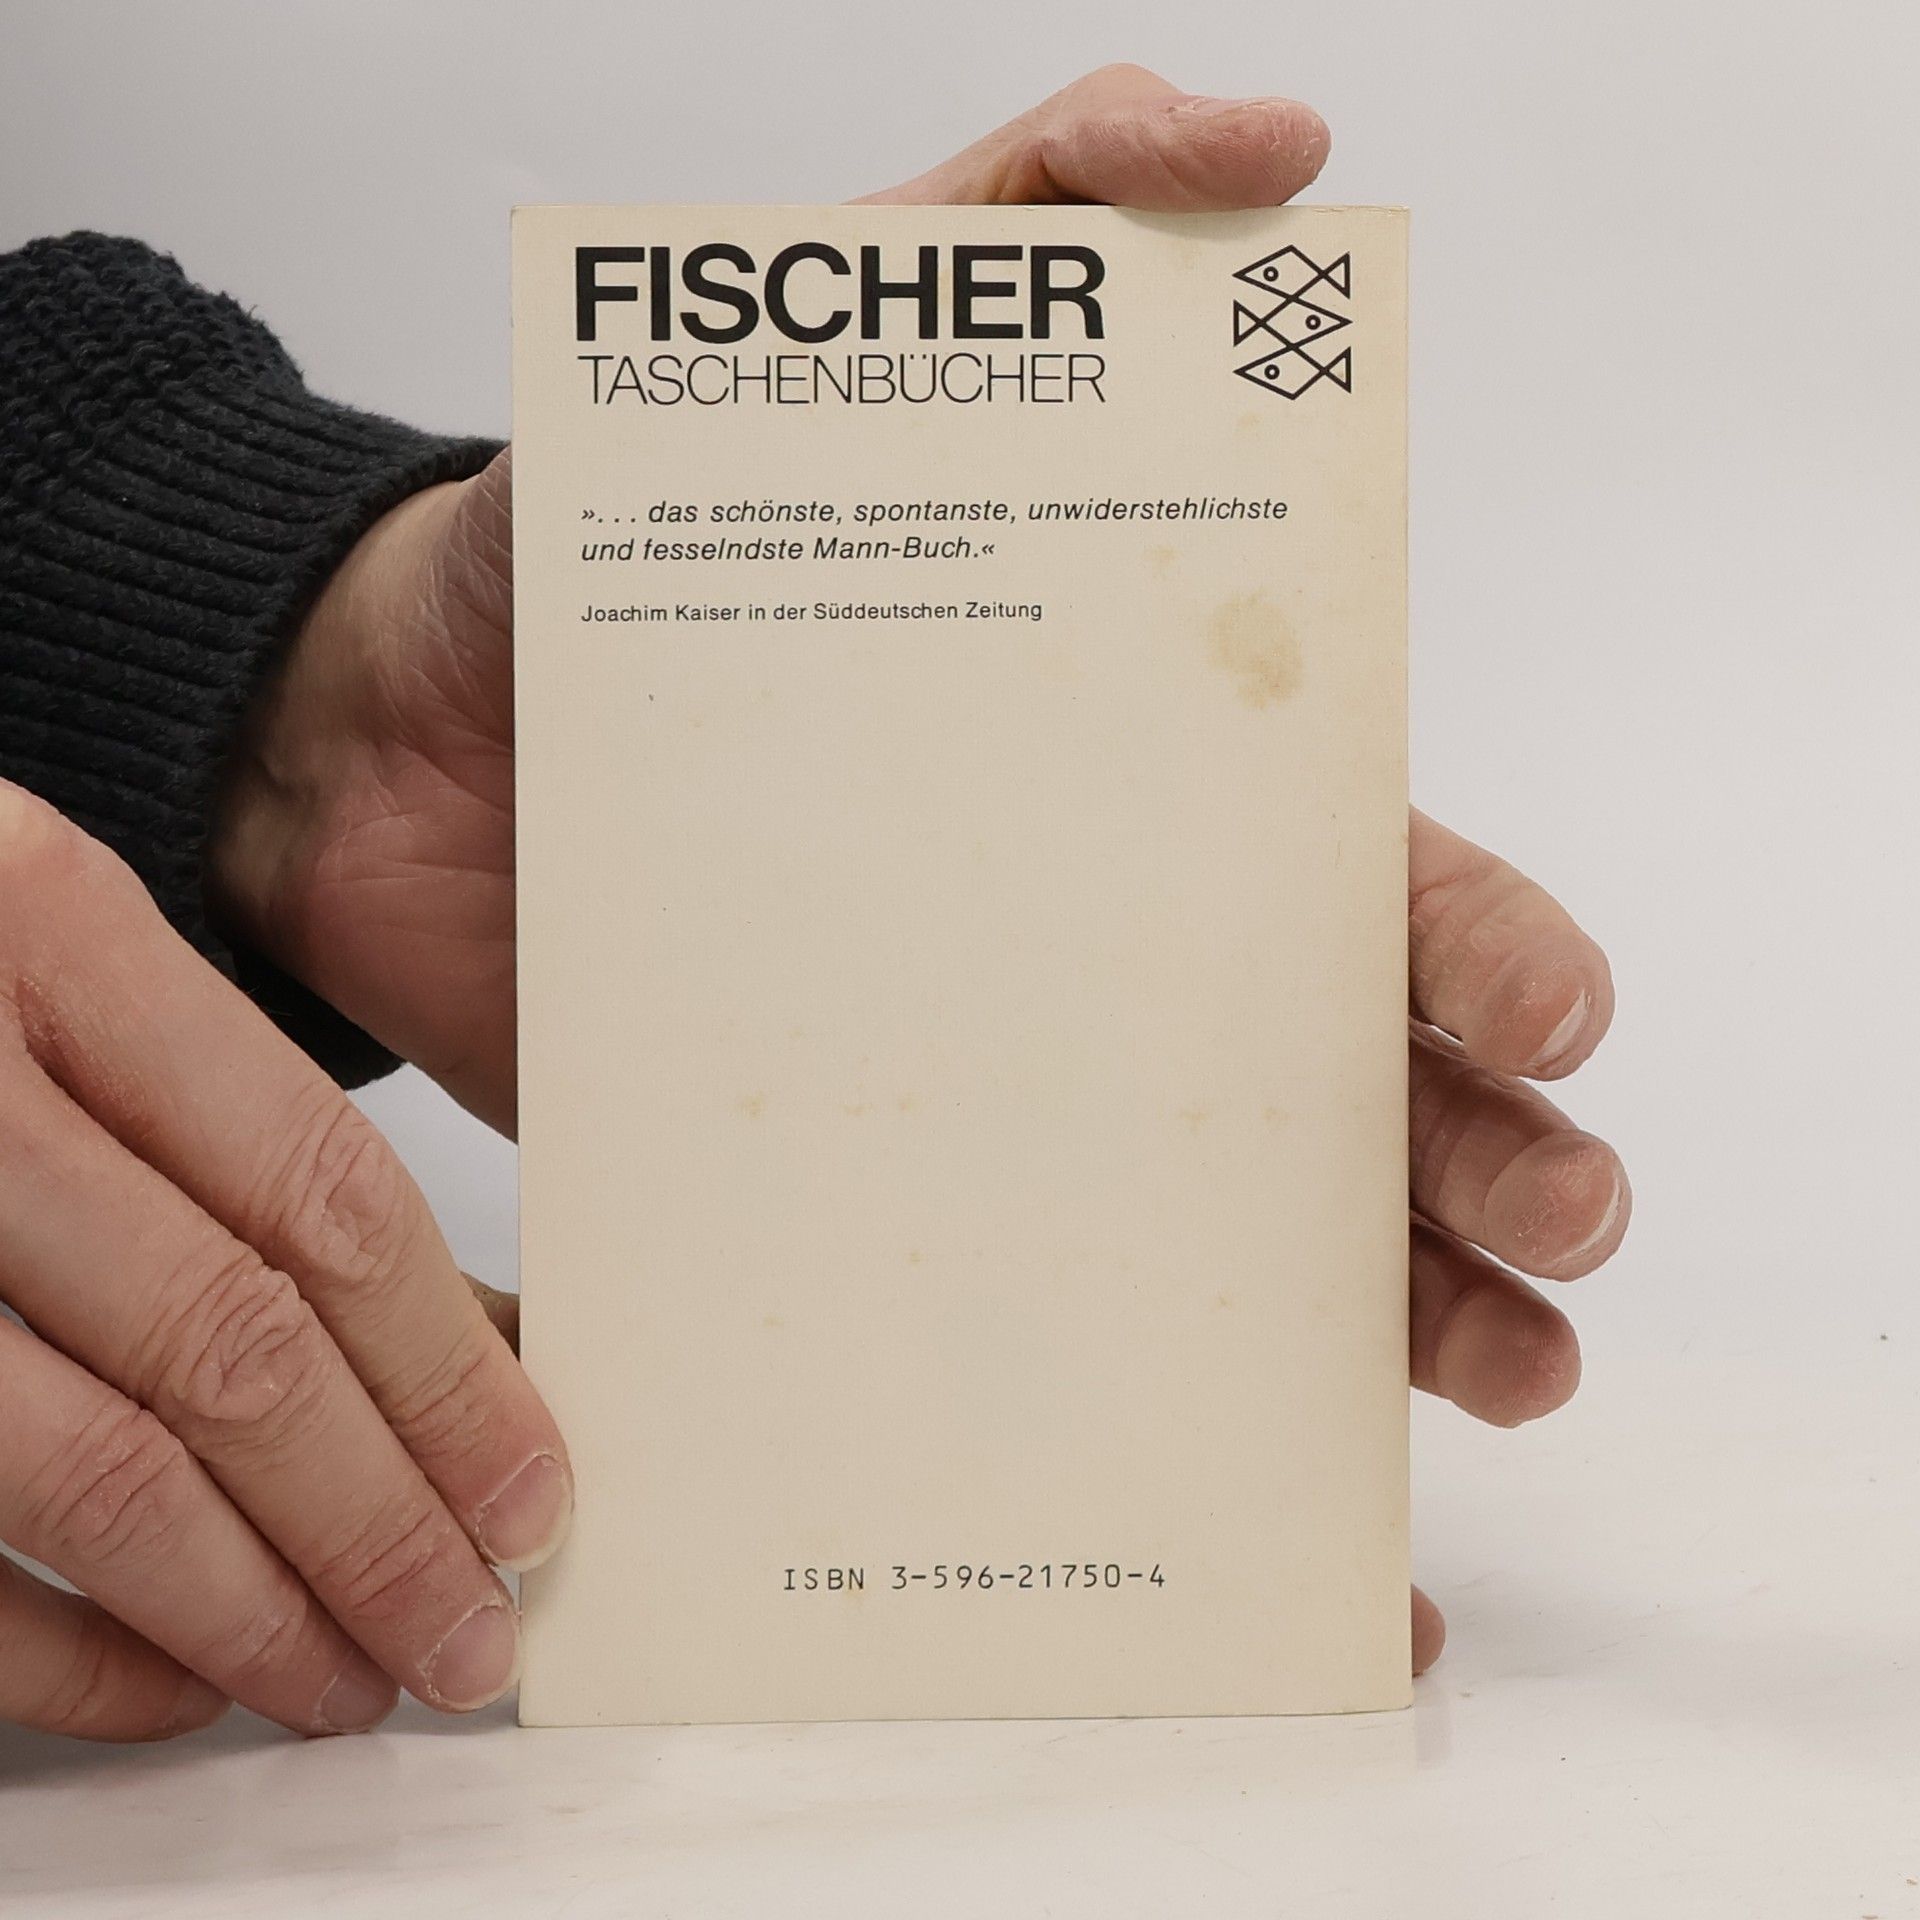 FISCHER
TASCHENBÜCHER
». . . das schönste, spontanste, unwiderstehlichste
und fesselndste Mann-Buch.«
Joachim Kaiser in der Süddeutschen Zeitung
ISBN 3-596-21750-4